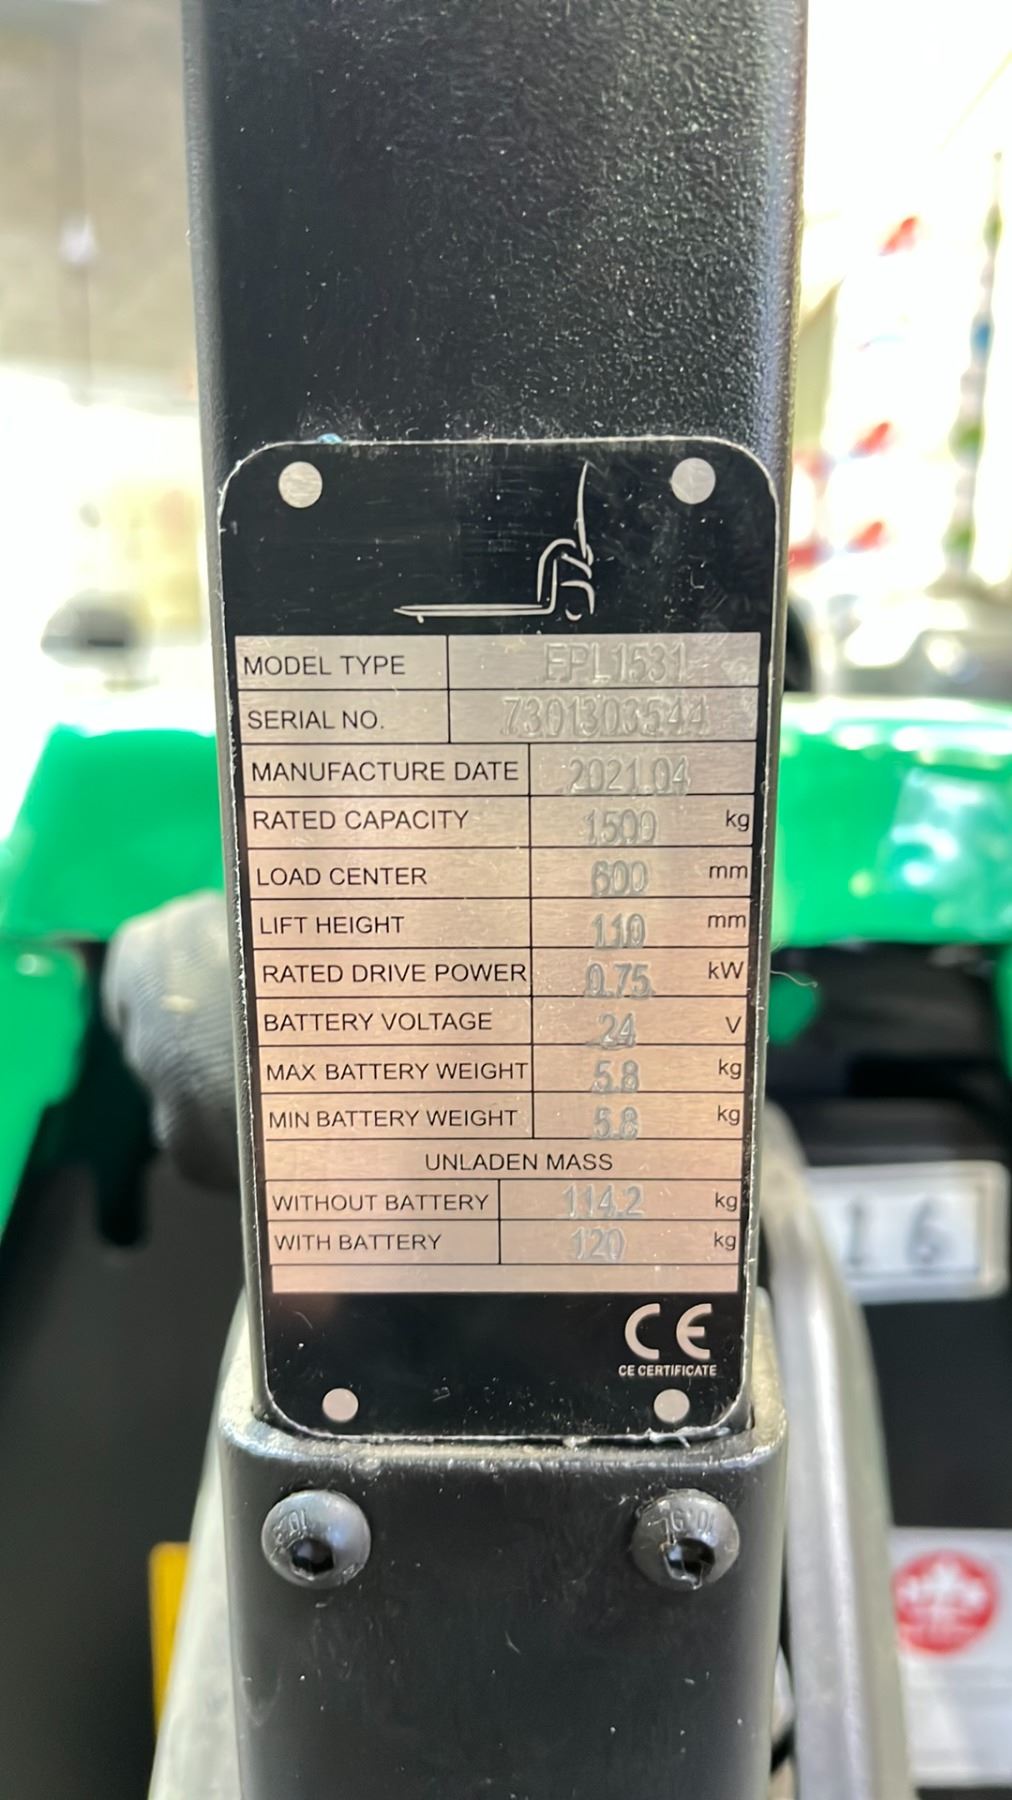 MODEL TYPE EPL1531
SERIAL NO. 7301303544
MANUFACTURE DATE 2021.04
RATED CAPACITY 1500 kg
LOAD CENTER 600 mm
LIFT HEIGHT 110 mm
RATED DRIVE POWER 0.75 kW
BATTERY VOLTAGE 24 V
MAX BATTERY WEIGHT 5.8 kg
MIN BATTERY WEIGHT 5.8 kg
UNLADEN MASS
WITHOUT BATTERY 114.2 kg
WITH BATTERY 120 kg
CE
CE CERTIFICATE
16